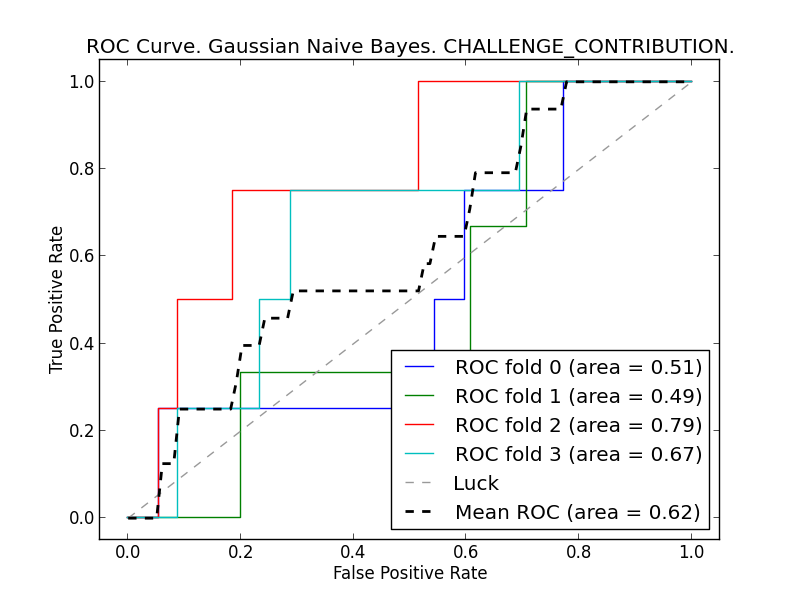 ROC Curve. Gaussian Naive Bayes. CHALLENGE_CONTRIBUTION.
True Positive Rate
1.0
0.8
0.6
0.4
0.2
0.0
ROC fold 0 (area = 0.51)
ROC fold 1 (area = 0.49)
ROC fold 2 (area = 0.79)
ROC fold 3 (area = 0.67)
Luck
Mean ROC (area = 0.62)
0.0 0.2 0.4 0.6 0.8 1.0
False Positive Rate